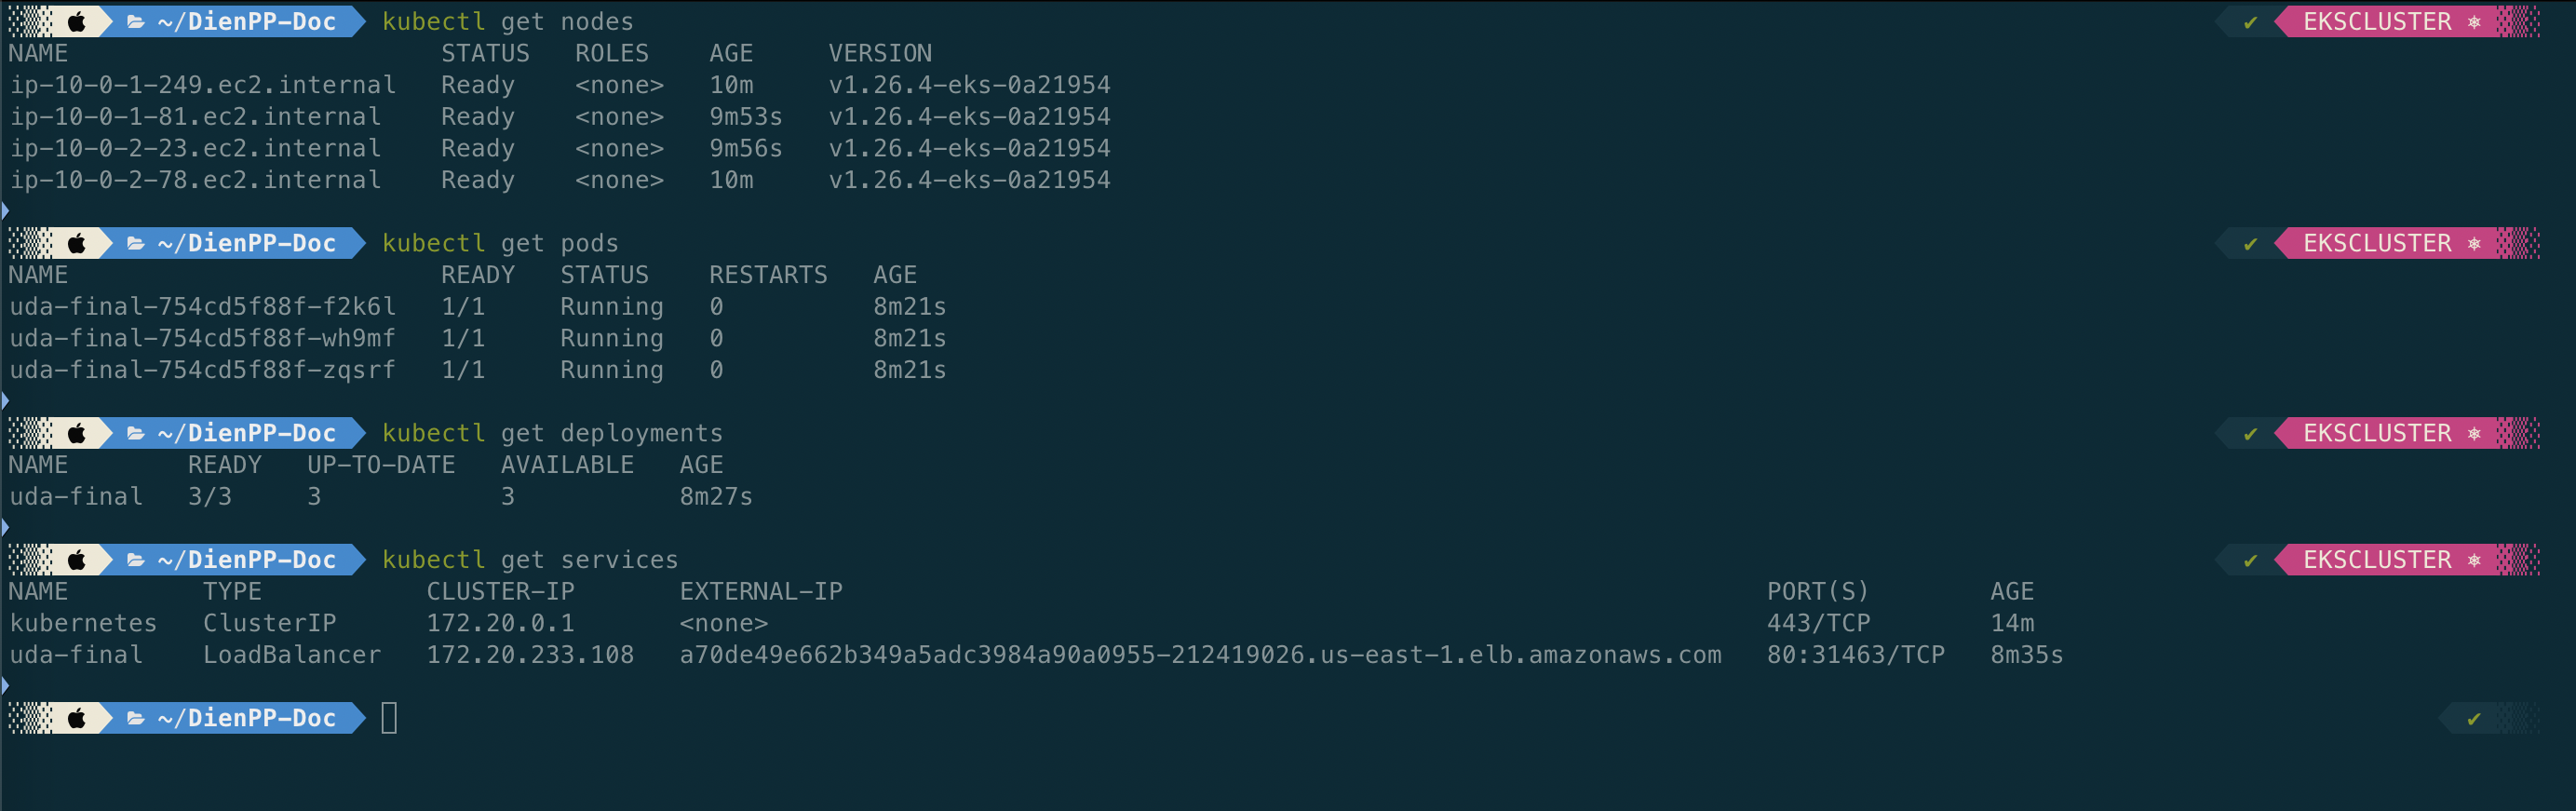 ~/DienPP-Doc kubectl get nodes ✔ EKSCLUSTER ⎈
NAME STATUS ROLES AGE VERSION
ip-10-0-1-249.ec2.internal Ready <none> 10m v1.26.4-eks-0a21954
ip-10-0-1-81.ec2.internal Ready <none> 9m53s v1.26.4-eks-0a21954
ip-10-0-2-23.ec2.internal Ready <none> 9m56s v1.26.4-eks-0a21954
ip-10-0-2-78.ec2.internal Ready <none> 10m v1.26.4-eks-0a21954
~/DienPP-Doc kubectl get pods ✔ EKSCLUSTER ⎈
NAME READY STATUS RESTARTS AGE
uda-final-754cd5f88f-f2k6l 1/1 Running 0 8m21s
uda-final-754cd5f88f-wh9mf 1/1 Running 0 8m21s
uda-final-754cd5f88f-zqsrf 1/1 Running 0 8m21s
~/DienPP-Doc kubectl get deployments ✔ EKSCLUSTER ⎈
NAME READY UP-TO-DATE AVAILABLE AGE
uda-final 3/3 3 3 8m27s
~/DienPP-Doc kubectl get services ✔ EKSCLUSTER ⎈
NAME TYPE CLUSTER-IP EXTERNAL-IP PORT(S) AGE
kubernetes ClusterIP 172.20.0.1 <none> 443/TCP 14m
uda-final LoadBalancer 172.20.233.108 a70de49e662b349a5adc3984a90a0955-212419026.us-east-1.elb.amazonaws.com 80:31463/TCP 8m35s
~/DienPP-Doc ✔